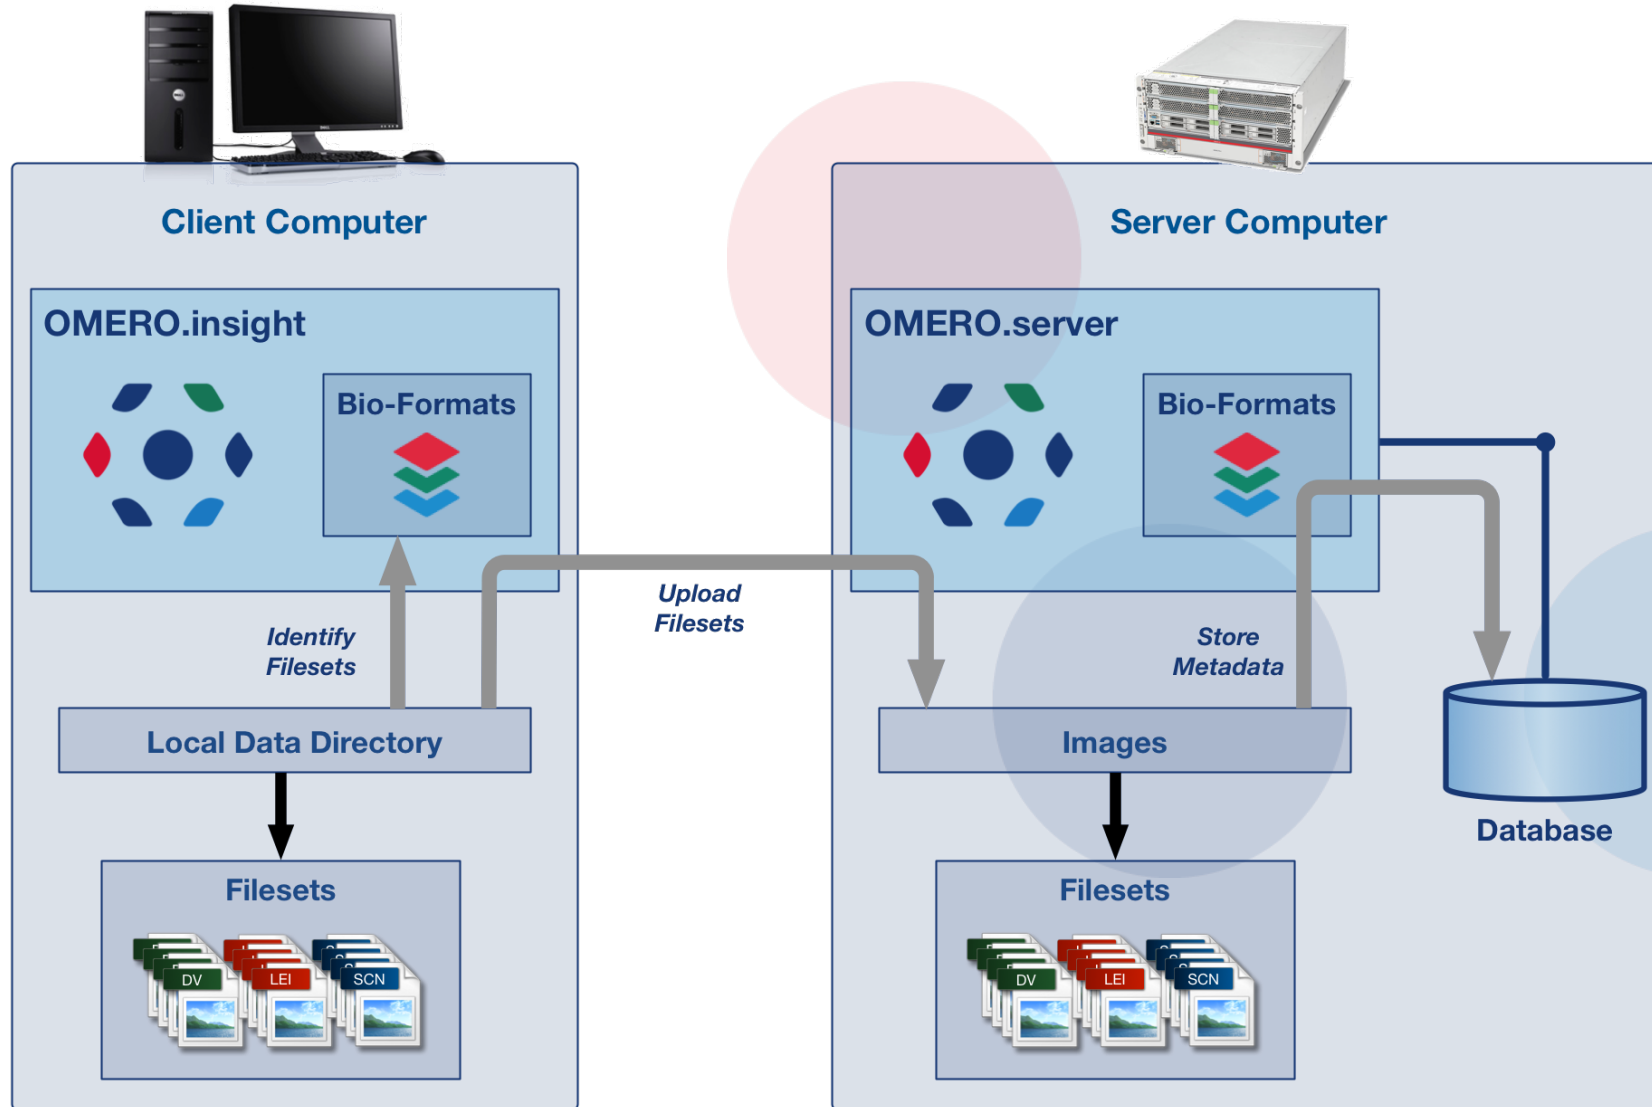 Client Computer
OMERO.insight
Bio-Formats
Identify
Filesets
Local Data Directory
Filesets
DV
LEI
SCN
Upload
Filesets
Server Computer
OMERO.server
Bio-Formats
Store
Metadata
Images
Database
Filesets
DV
LEI
SCN